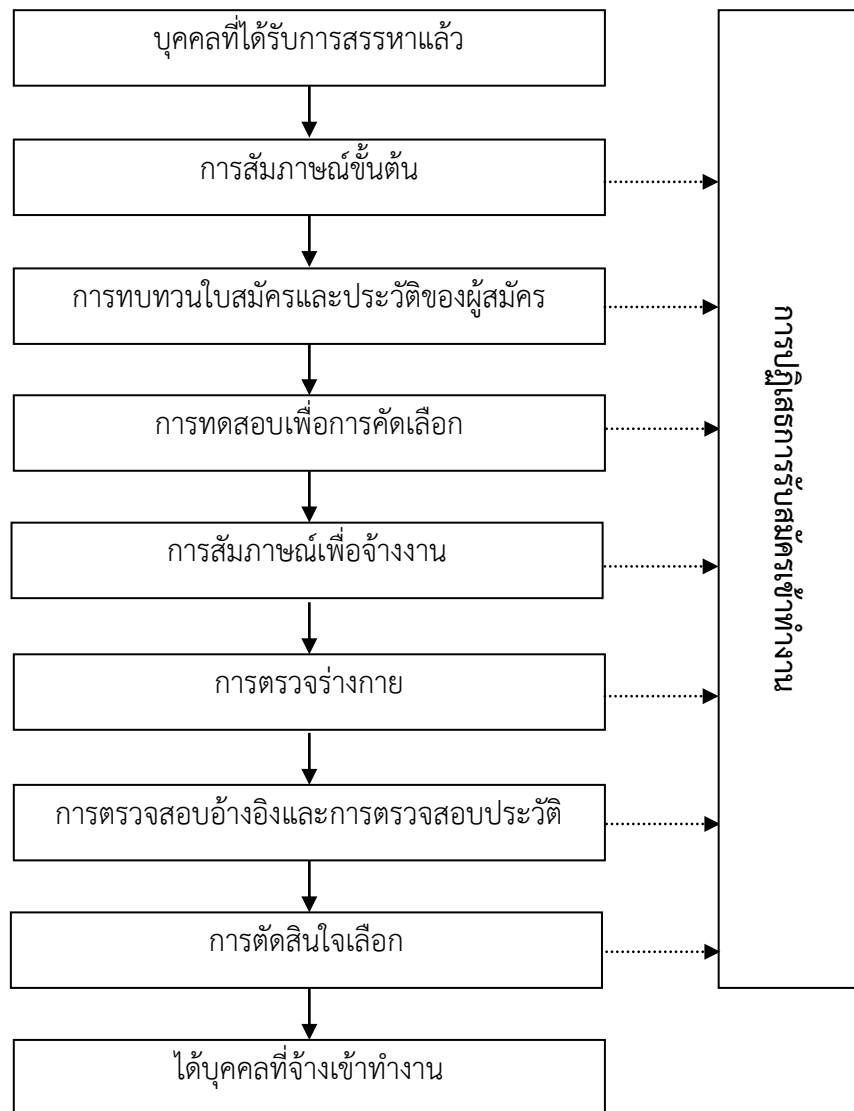 บุคคลที่ได้รับการสรรหาแล้ว
การสัมภาษณ์ขั้นต้น
การทบทวนใบสมัครและประวัติของผู้สมัคร
การทดสอบเพื่อการคัดเลือก
การสัมภาษณ์เพื่อจ้างงาน
การตรวจร่างกาย
การตรวจสอบอ้างอิงและการตรวจสอบประวัติ
การตัดสินใจเลือก
ได้บุคคลที่จ้างเข้าทำงาน
การปฏิเสธการรับสมัครเข้าทำงาน